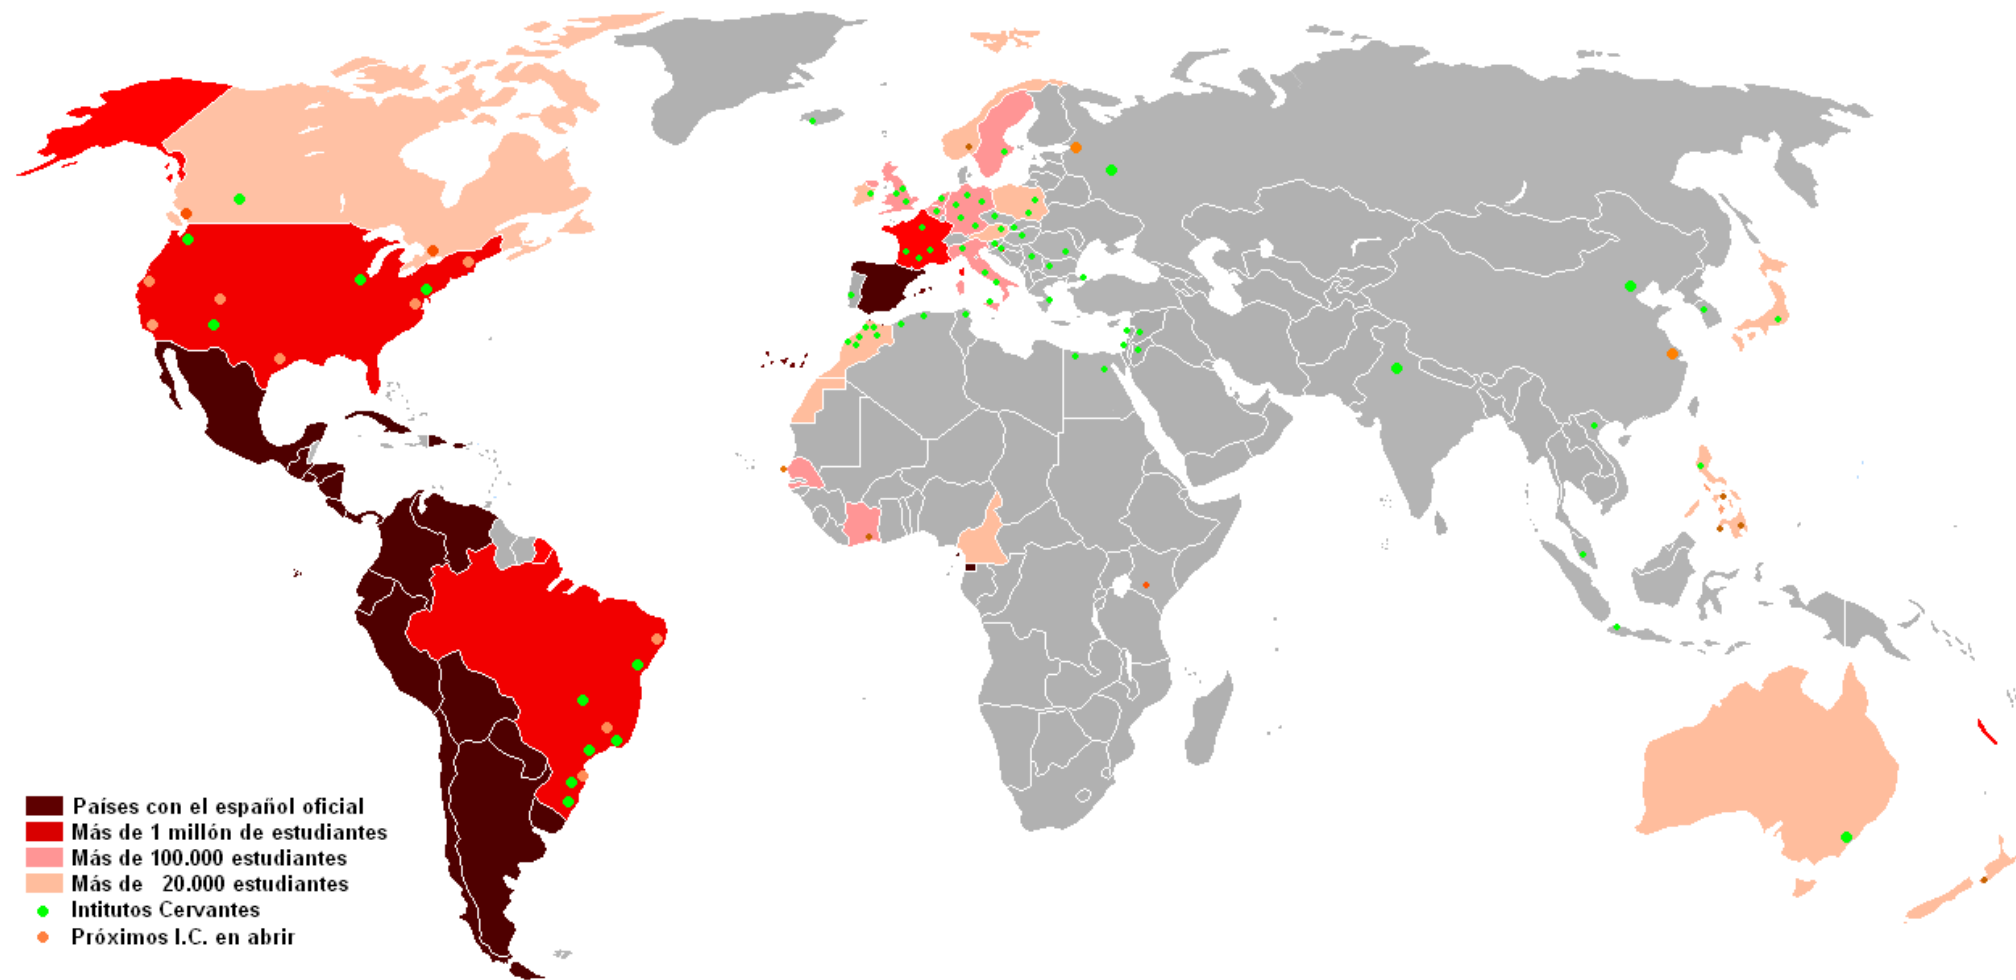 Países con el español oficial
Más de 1 millón de estudiantes
Más de 100.000 estudiantes
Más de 20.000 estudiantes
Intitutos Cervantes
Próximos I.C. en abrir